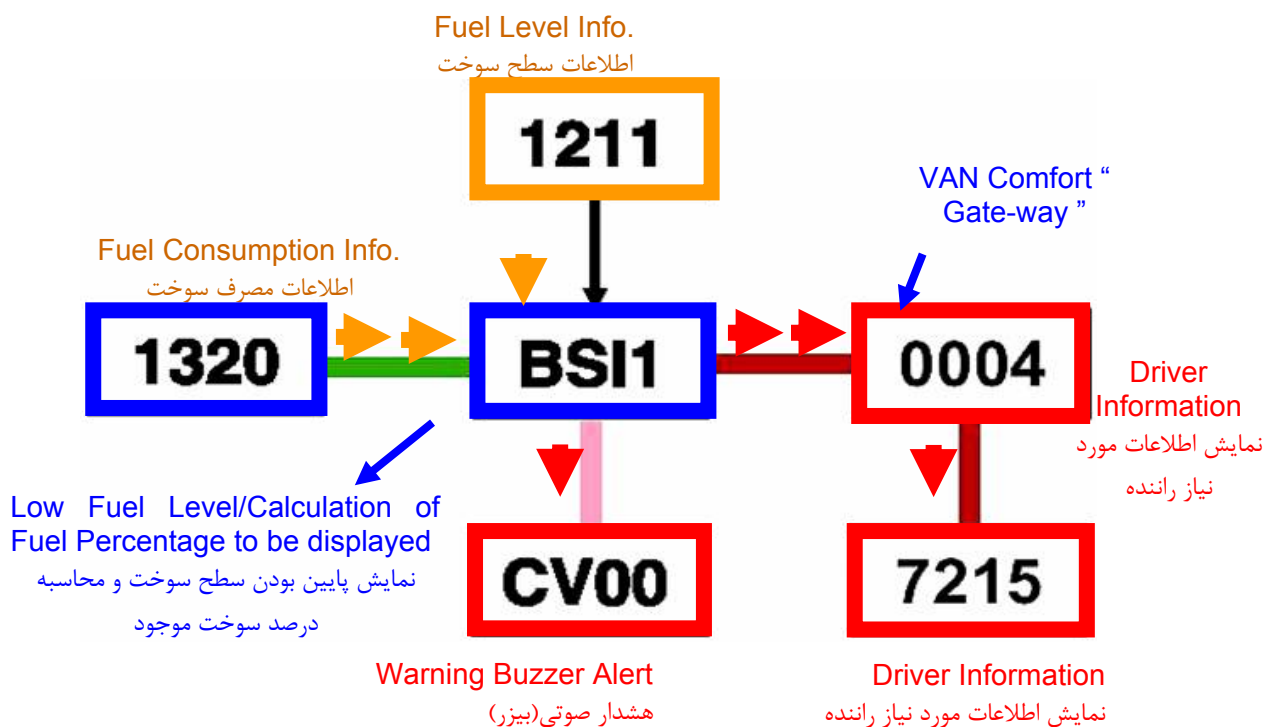 Fuel Level Info.
اطلاعات سطح سوخت
1211
VAN Comfort “
Gate-way ”
Fuel Consumption Info.
اطلاعات مصرف سوخت
1320
BSI1
0004
Driver
Information
نمایش اطلاعات مورد
نیاز راننده
Low Fuel Level/Calculation of
Fuel Percentage to be displayed
نمایش پایین بودن سطح سوخت و محاسبه
درصد سوخت موجود
CV00
7215
Warning Buzzer Alert
هشدار صوتی(بیزر)
Driver Information
نمایش اطلاعات مورد نیاز راننده